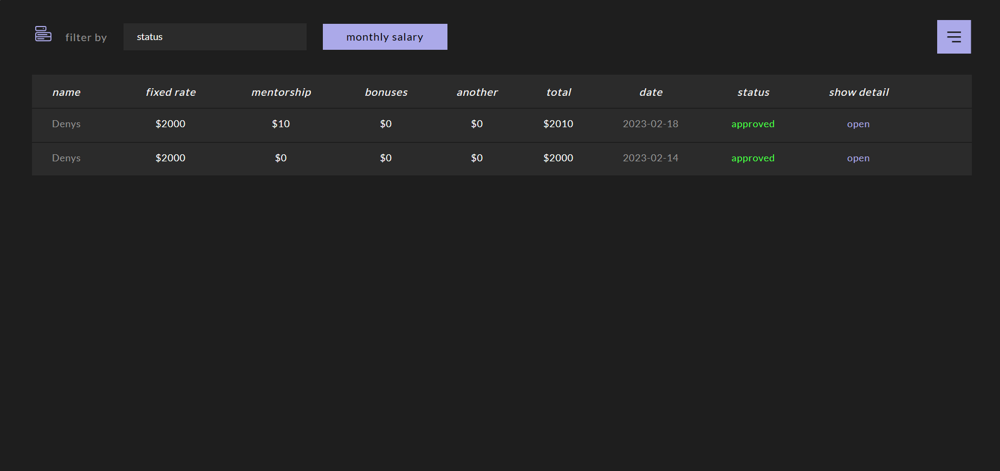 filter by status monthly salary
name fixed rate mentorship bonuses another total date status show detail
Denys $2000 $10 $0 $0 $2010 2023-02-18 approved open
Denys $2000 $0 $0 $0 $2000 2023-02-14 approved open